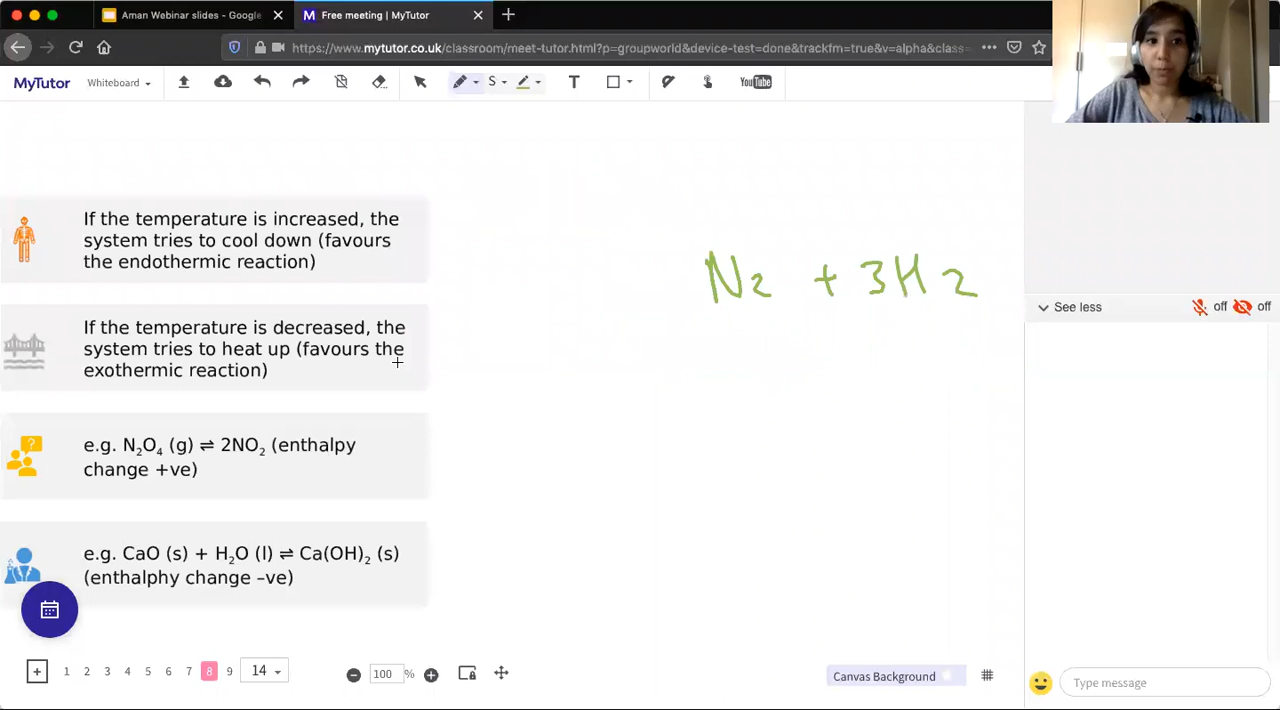 Aman Webinar slides - Google
Free meeting | MyTutor
https://www.mytutor.co.uk/classroom/meet-tutor.html?p=groupworld&device-test=done&trackfm=true&v=alpha&class=
MyTutor
Whiteboard
S
T
YouTube
If the temperature is increased, the
system tries to cool down (favours
the endothermic reaction)
N2 + 3H2
If the temperature is decreased, the
system tries to heat up (favours the
exothermic reaction)
e.g. N₂O₄ (g) ⇌ 2NO₂ (enthalpy
change +ve)
e.g. CaO (s) + H₂O (l) ⇌ Ca(OH)₂ (s)
(enthalphy change –ve)
See less
off
off
+ 1 2 3 4 5 6 7 8 9 14
100 %
Canvas Background
Type message